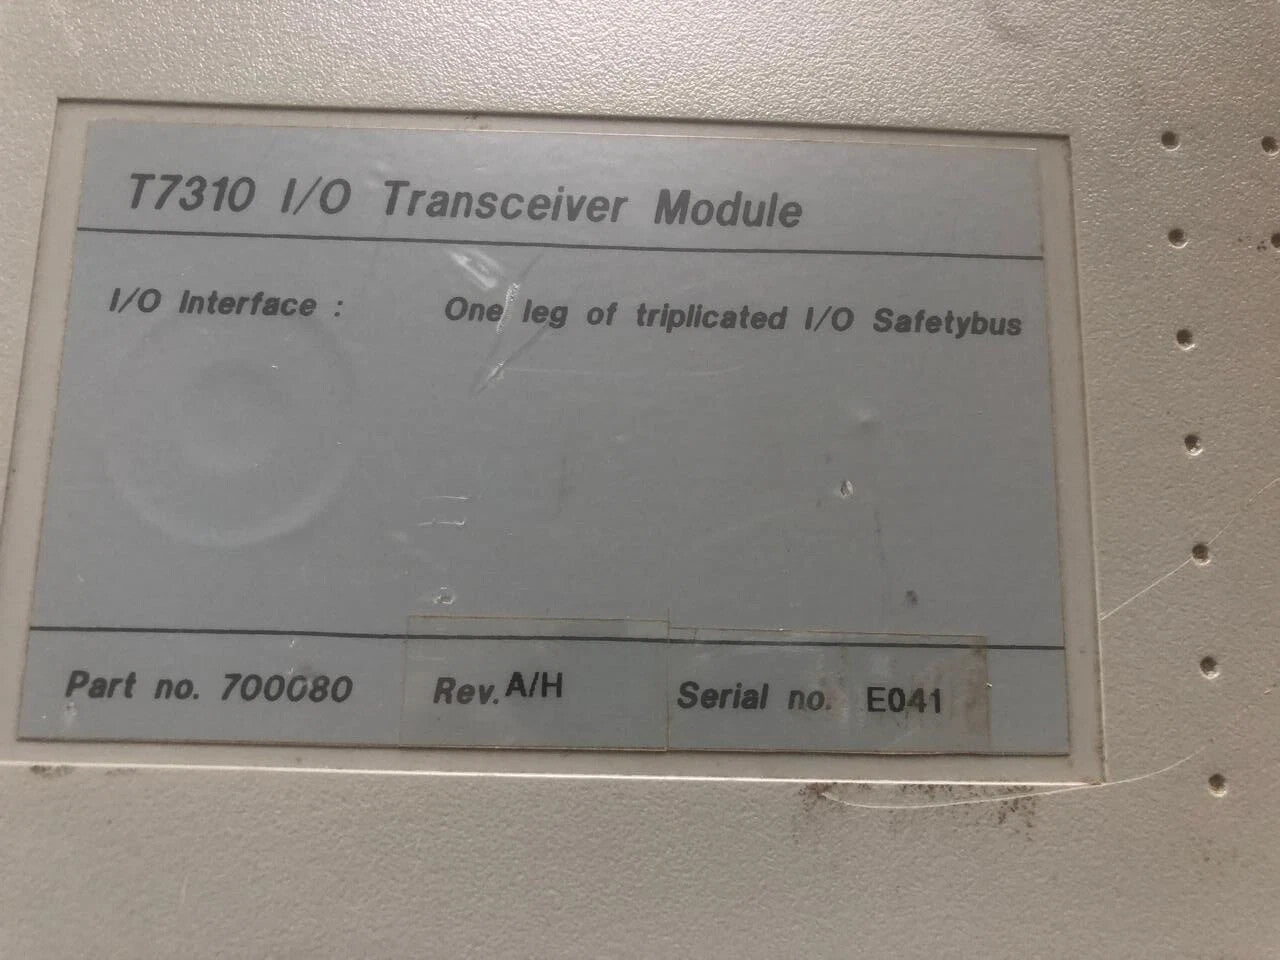 T7310 I/O Transceiver Module
I/O Interface : One leg of triplicated I/O Safetybus
Part no. 700080 Rev. A/H Serial no. E041